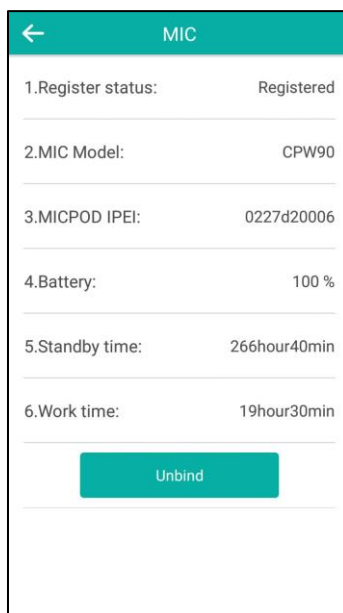 MIC
1.Register status: Registered
2.MIC Model: CPW90
3.MICPOD IPEI: 0227d20006
4.Battery: 100 %
5.Standby time: 266hour40min
6.Work time: 19hour30min
Unbind